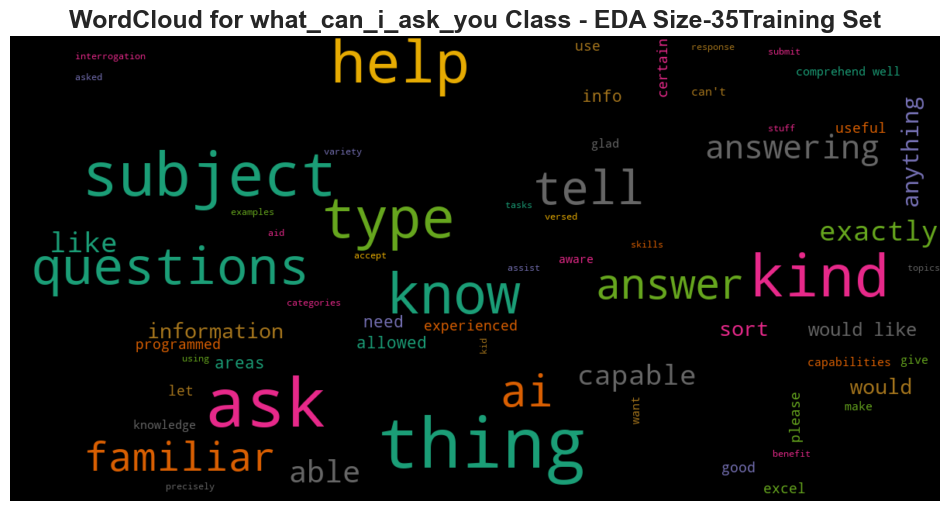 WordCloud for what_can_i_ask_you Class - EDA Size-35Training Set
interrogation
help
use
certain
response
submit
asked
info
can't
comprehend well
subject
variety
glad
answering
stuff
useful
anything
examples
type
tell
tasks
versed
like
aid
accept
skills
exactly
questions
know
assist
aware
answer
kind
topics
categories
information
need
experienced
sort
would like
programmed
allowed
kid
using
areas
capable
capabilities
give
let
ask
ai
want
would
knowledge
thing
please
make
familiar
able
good
benefit
precisely
excel